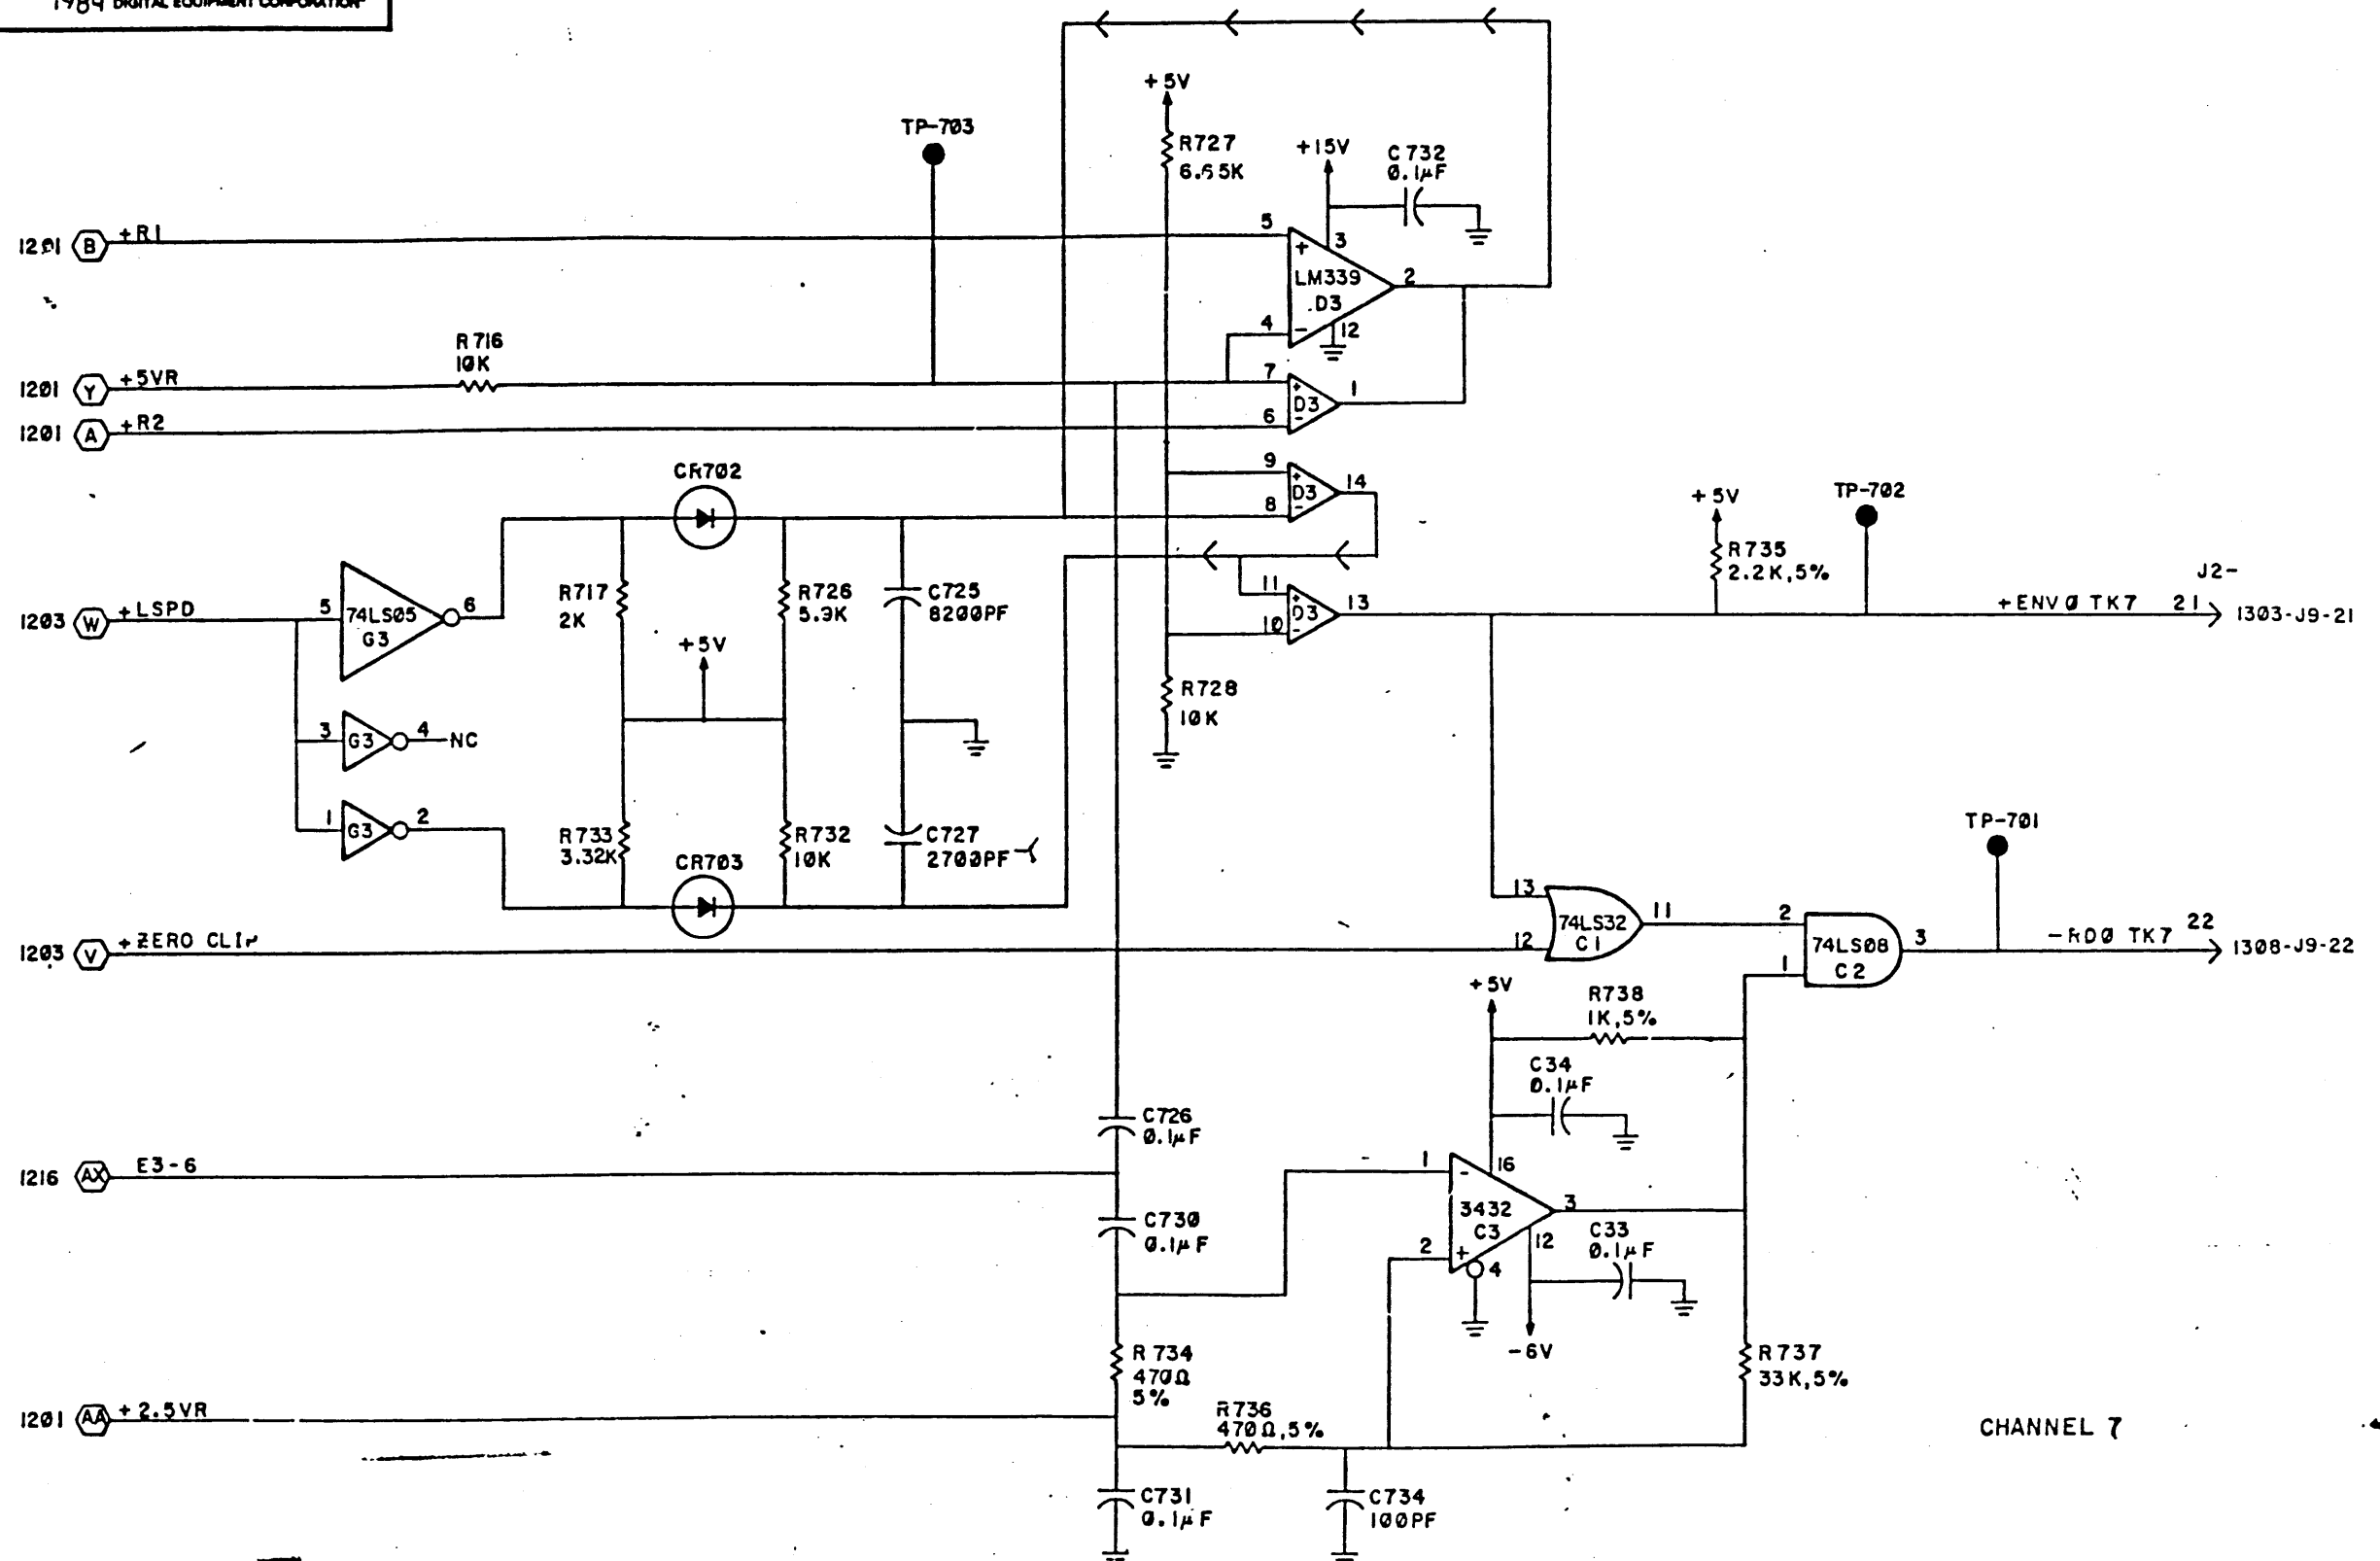 1984 DIGITAL EQUIPMENT CORPORATION
+5V
TP-703
R727
6.65K
+15V
C732
0.1µF
1201 B +R1
5
+
3
LM339
D3
2
4
-
12
R716
10K
1201 Y +5VR
7
+
D3
1
6
-
1201 A +R2
CR702
9
+
D3
14
8
-
+5V
TP-702
R735
2.2K,5%
J2-
1203 W +LSPD
5
74LS05
G3
6
R717
2K
R726
5.9K
C725
8200PF
11
+
D3
13
10
-
+ENV0 TK7 21 1303-J9-21
+5V
R728
10K
3
G3
4
NC
1
G3
2
R733
3.32K
R732
10K
C727
2700PF
CR703
TP-701
13
74LS32
C1
11
12
2
74LS08
C2
3
1
-RD0 TK7 22 1308-J9-22
1203 V +ZERO CLIP
+5V
R738
1K,5%
C34
0.1µF
C726
0.1µF
1216 AX E3-6
1
-
16
3432
C3
3
2
+
4
12
C730
0.1µF
C33
0.1µF
-6V
R734
470Ω
5%
R737
33K,5%
1201 AA +2.5VR
R736
470Ω,5%
CHANNEL 7
C731
0.1µF
C734
100PF